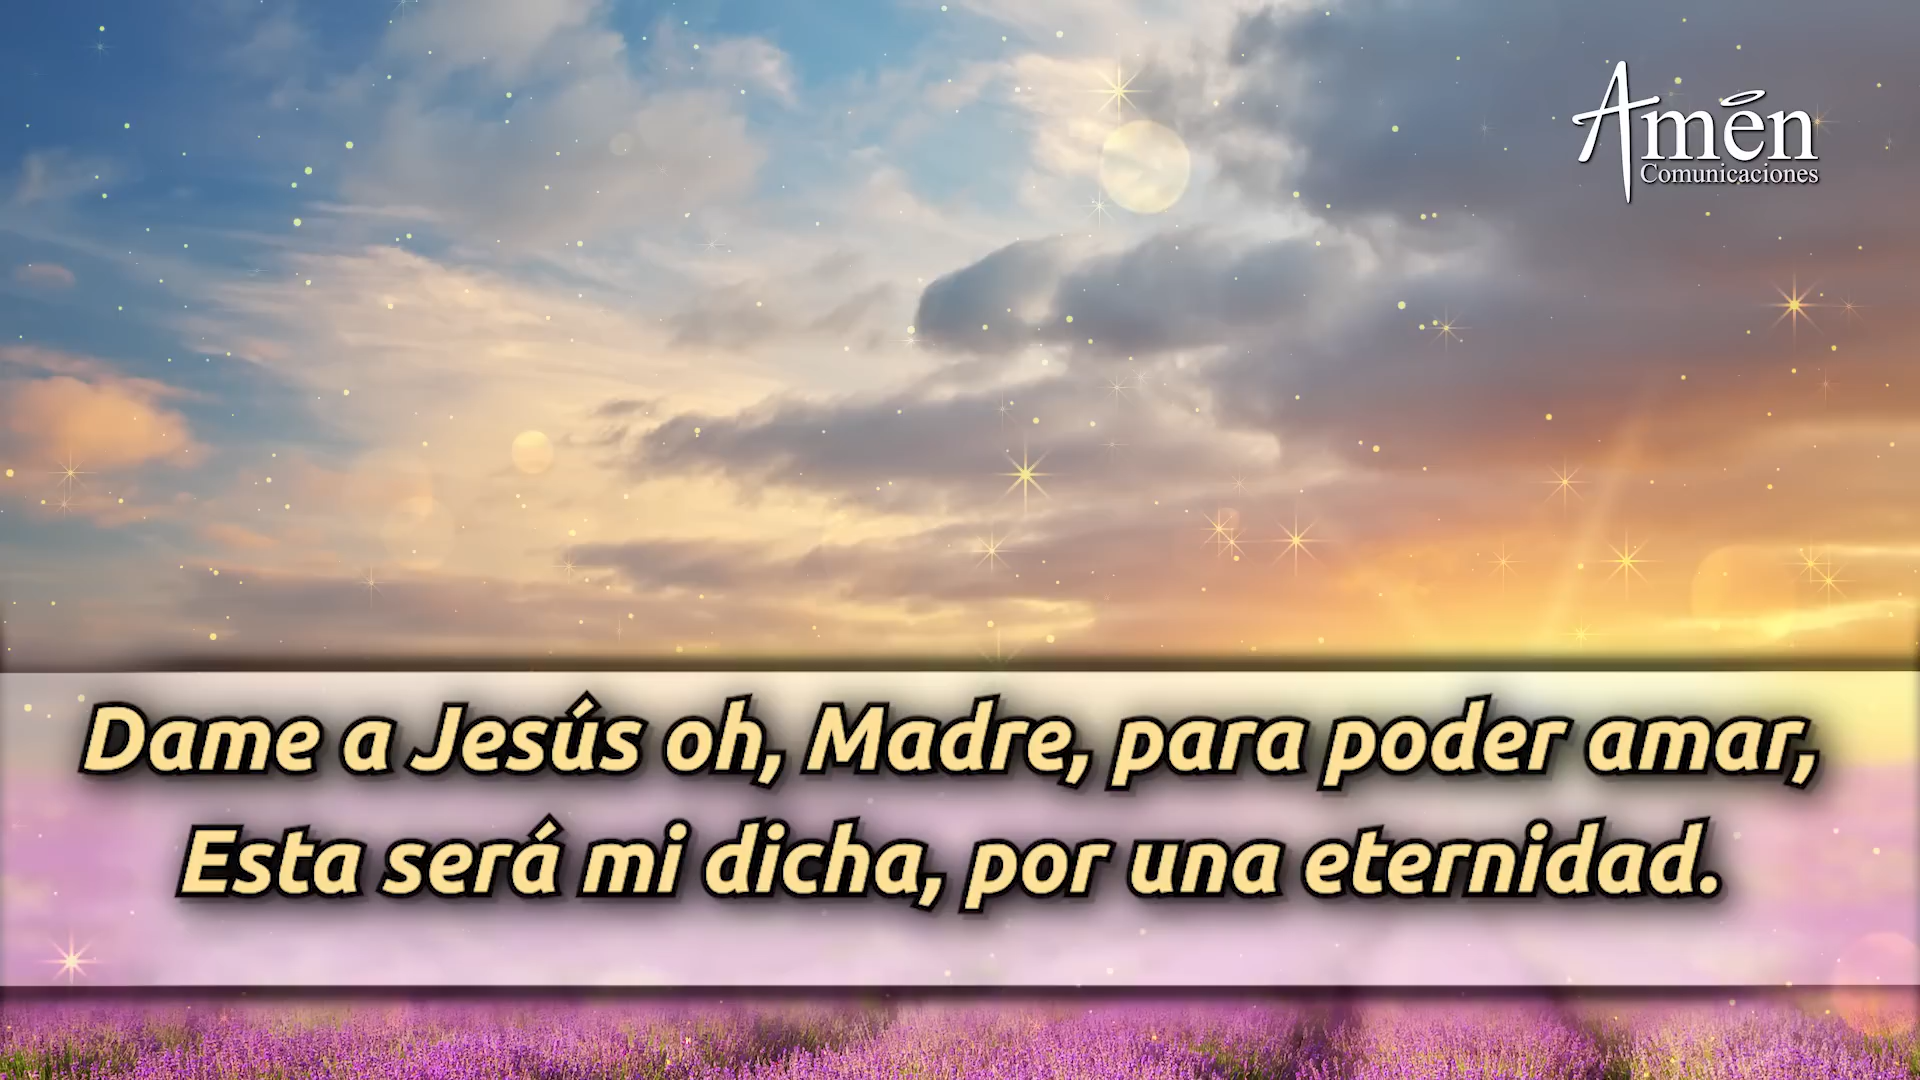 Amén
Comunicaciones
Dame a Jesús oh, Madre, para poder amar,
Esta será mi dicha, por una eternidad.